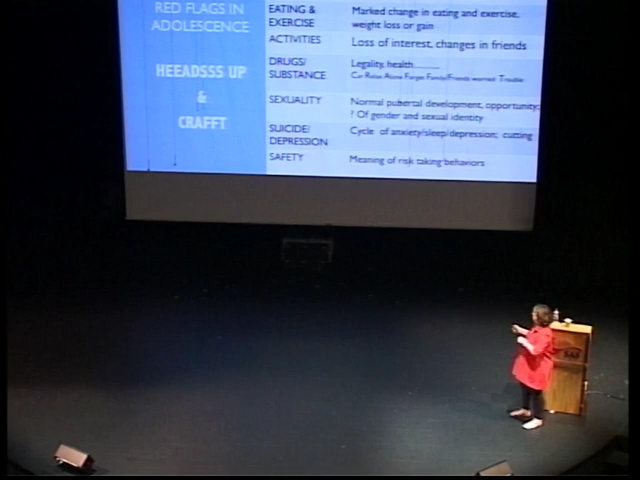 RED FLAGS IN
ADOLESCENCE
HEEADSSS UP
&
CRAFFT
EATING &
EXERCISE
Marked change in eating and exercise,
weight loss or gain
ACTIVITIES
Loss of interest, changes in friends
DRUGS/
SUBSTANCE
Legality, health.........
Car Relax Alone Forget Family/Friends worried Trouble
SEXUALITY
Normal pubertal development, opportunity
? Of gender and sexual identity
SUICIDE/
DEPRESSION
Cycle of anxiety/sleep/depression; cutting
SAFETY
Meaning of risk taking behaviors